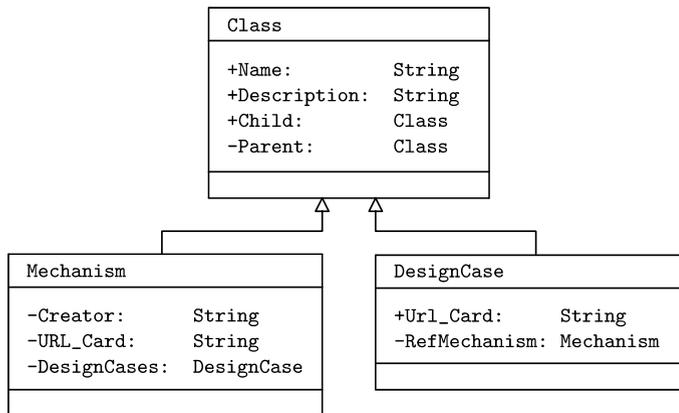 Class
+Name: String
+Description: String
+Child: Class
-Parent: Class
Mechanism
-Creator: String
-URL_Card: String
-DesignCases: DesignCase
DesignCase
+Url_Card: String
-RefMechanism: Mechanism